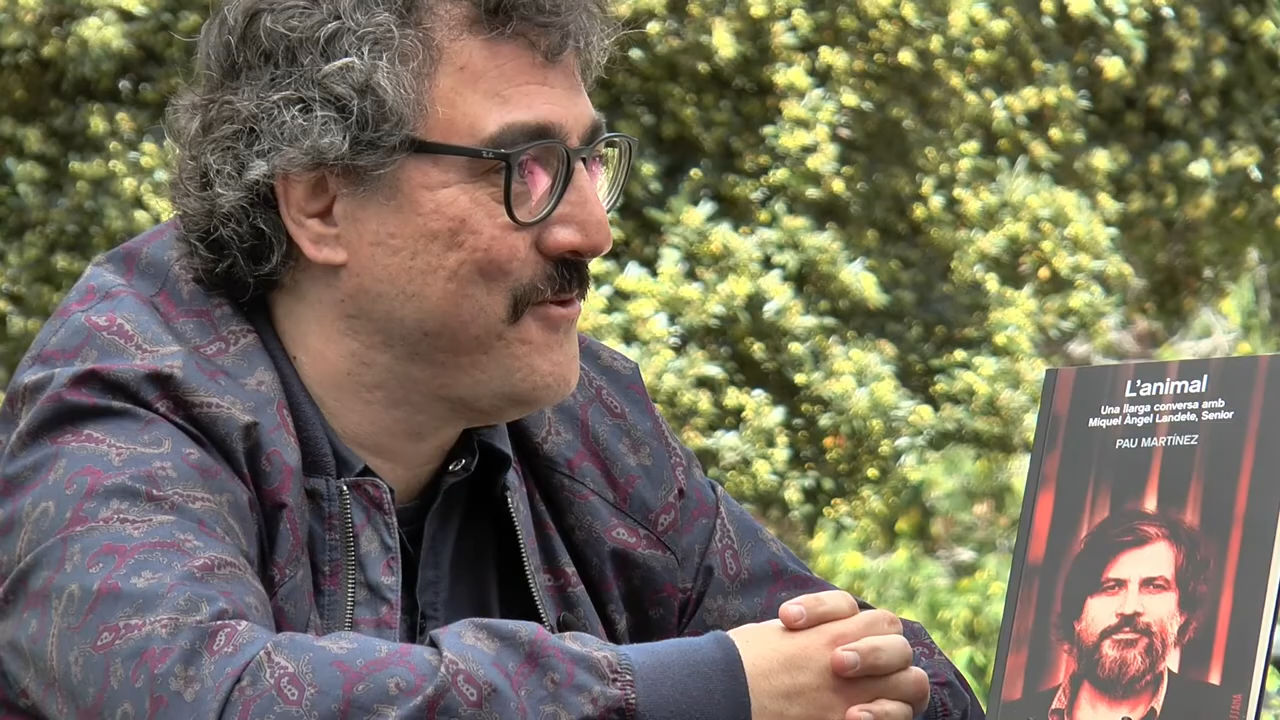 L'animal
Una llarga conversa amb
Miquel Àngel Landete, Senior
PAU MARTÍNEZ